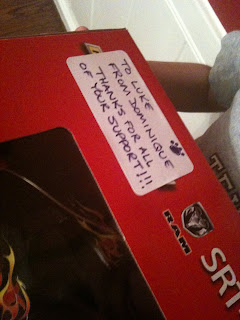 TO LUKE
FROM DOMINIQUE
THANKS FOR ALL
OF YOUR SUPPORT!!!
RAM
SRT